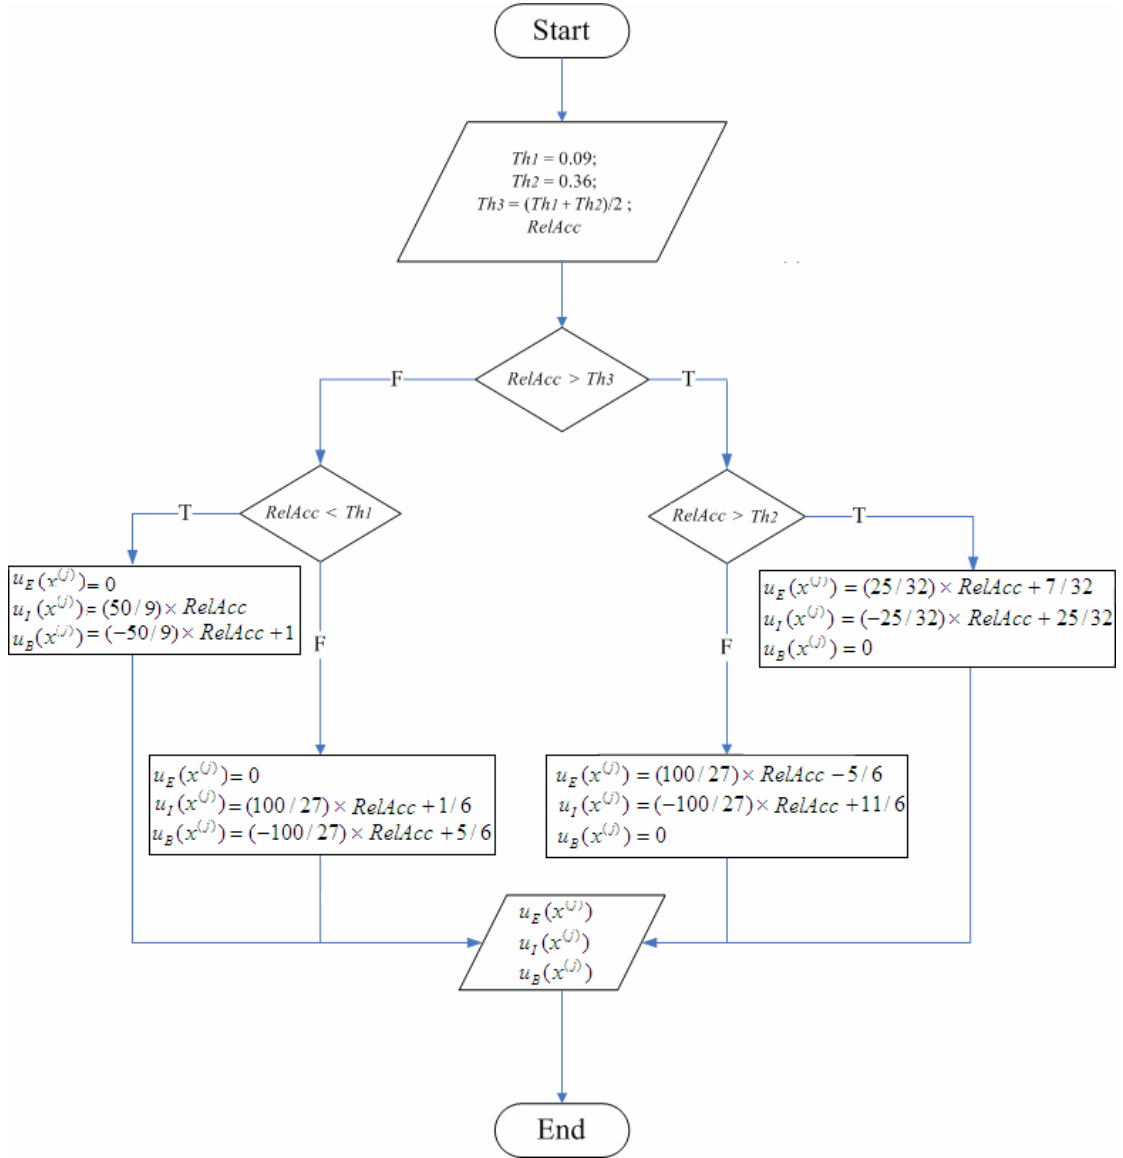 Start
Th1 = 0.09;
Th2 = 0.36;
Th3 = (Th1 + Th2)/2 ;
RelAcc
RelAcc > Th3
F
T
RelAcc < Th1
T
F
RelAcc > Th2
T
F
u_E(x^(j)) = 0
u_I(x^(j)) = (50/9) × RelAcc
u_B(x^(j)) = (−50/9) × RelAcc +1
u_E(x^(j)) = (25/32) × RelAcc + 7/32
u_I(x^(j)) = (−25/32) × RelAcc + 25/32
u_B(x^(j)) = 0
u_E(x^(j)) = 0
u_I(x^(j)) = (100/27) × RelAcc +1/6
u_B(x^(j)) = (−100/27) × RelAcc +5/6
u_E(x^(j)) = (100/27) × RelAcc −5/6
u_I(x^(j)) = (−100/27) × RelAcc +11/6
u_B(x^(j)) = 0
u_E(x^(j))
u_I(x^(j))
u_B(x^(j))
End